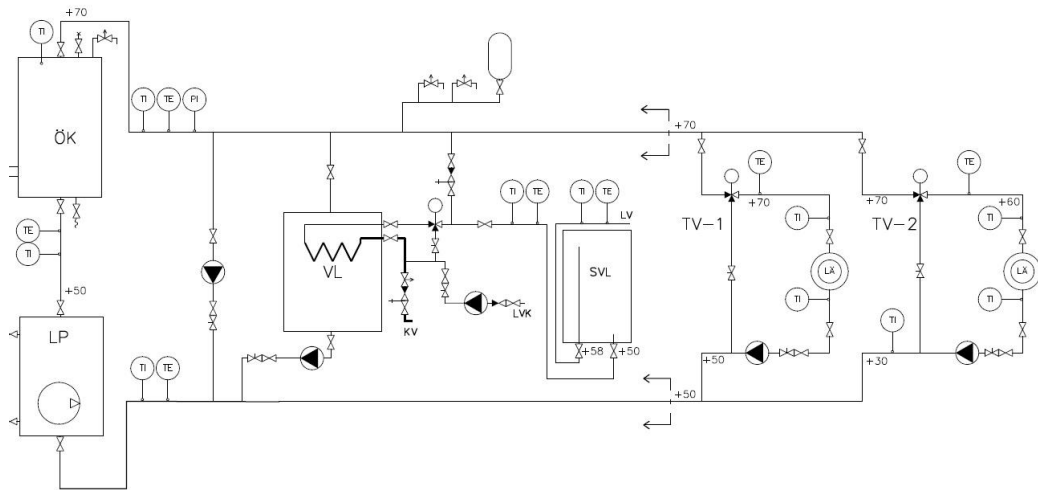 +70
TI
ÖK
TI
TE
PI
TE
TI
+50
LP
TI
TE
VL
KV
LVK
TI
TE
TI
TE
LV
SVL
+58
+50
+70
+50
TE
+70
TV-1
TI
LÄ
TI
+50
TE
+70
+60
TV-2
TI
LÄ
TI
TI
+30